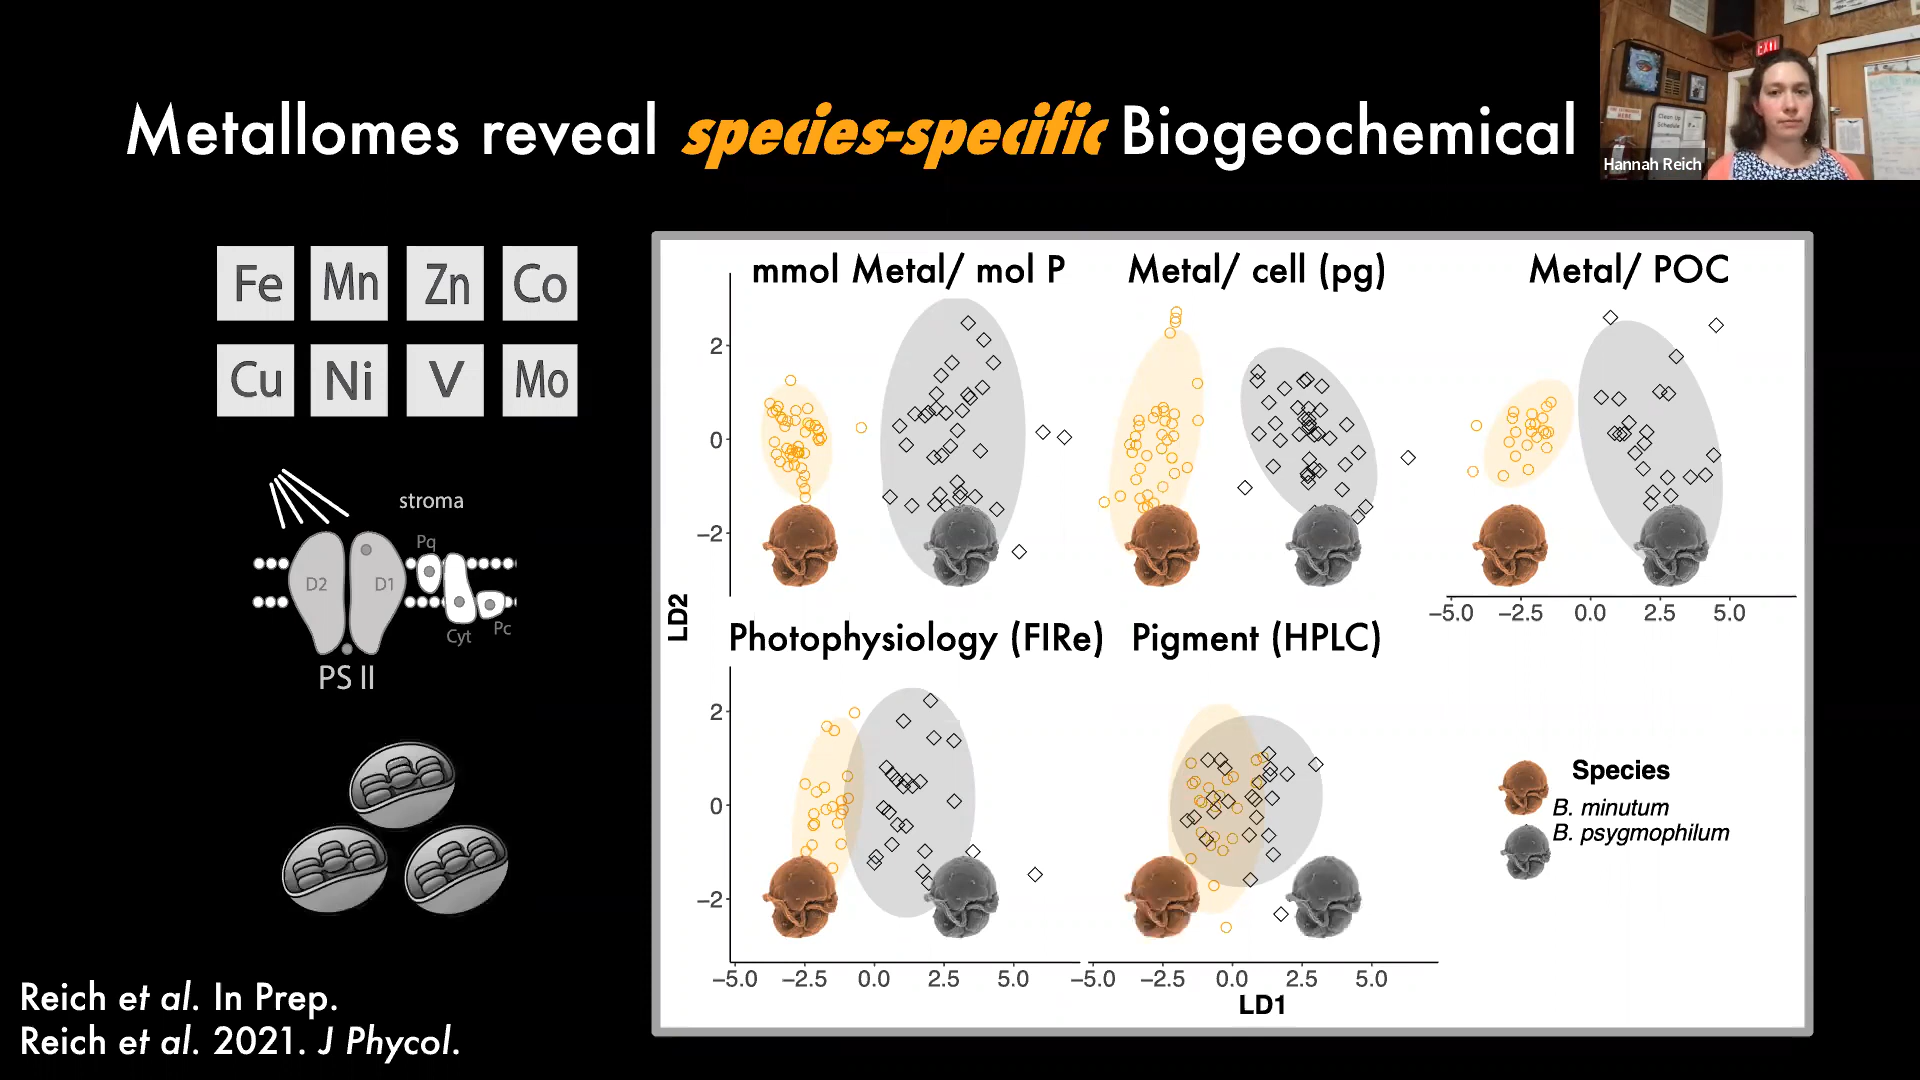 Metallomes reveal species-specific Biogeochemical
Hannah Reich
EXIT
Clean Up
Schedule
Fe Mn Zn Co
Cu Ni V Mo
stroma
Pq
D2 D1
Cyt Pc
PS II
mmol Metal/ mol P
Metal/ cell (pg)
Metal/ POC
2
0
−2
−5.0 −2.5 0.0 2.5 5.0
LD2
Photophysiology (FIRe)
Pigment (HPLC)
2
0
−2
−5.0 −2.5 0.0 2.5 5.0
−5.0 −2.5 0.0 2.5 5.0
LD1
Species
B. minutum
B. psygmophilum
Reich et al. In Prep.
Reich et al. 2021. J Phycol.